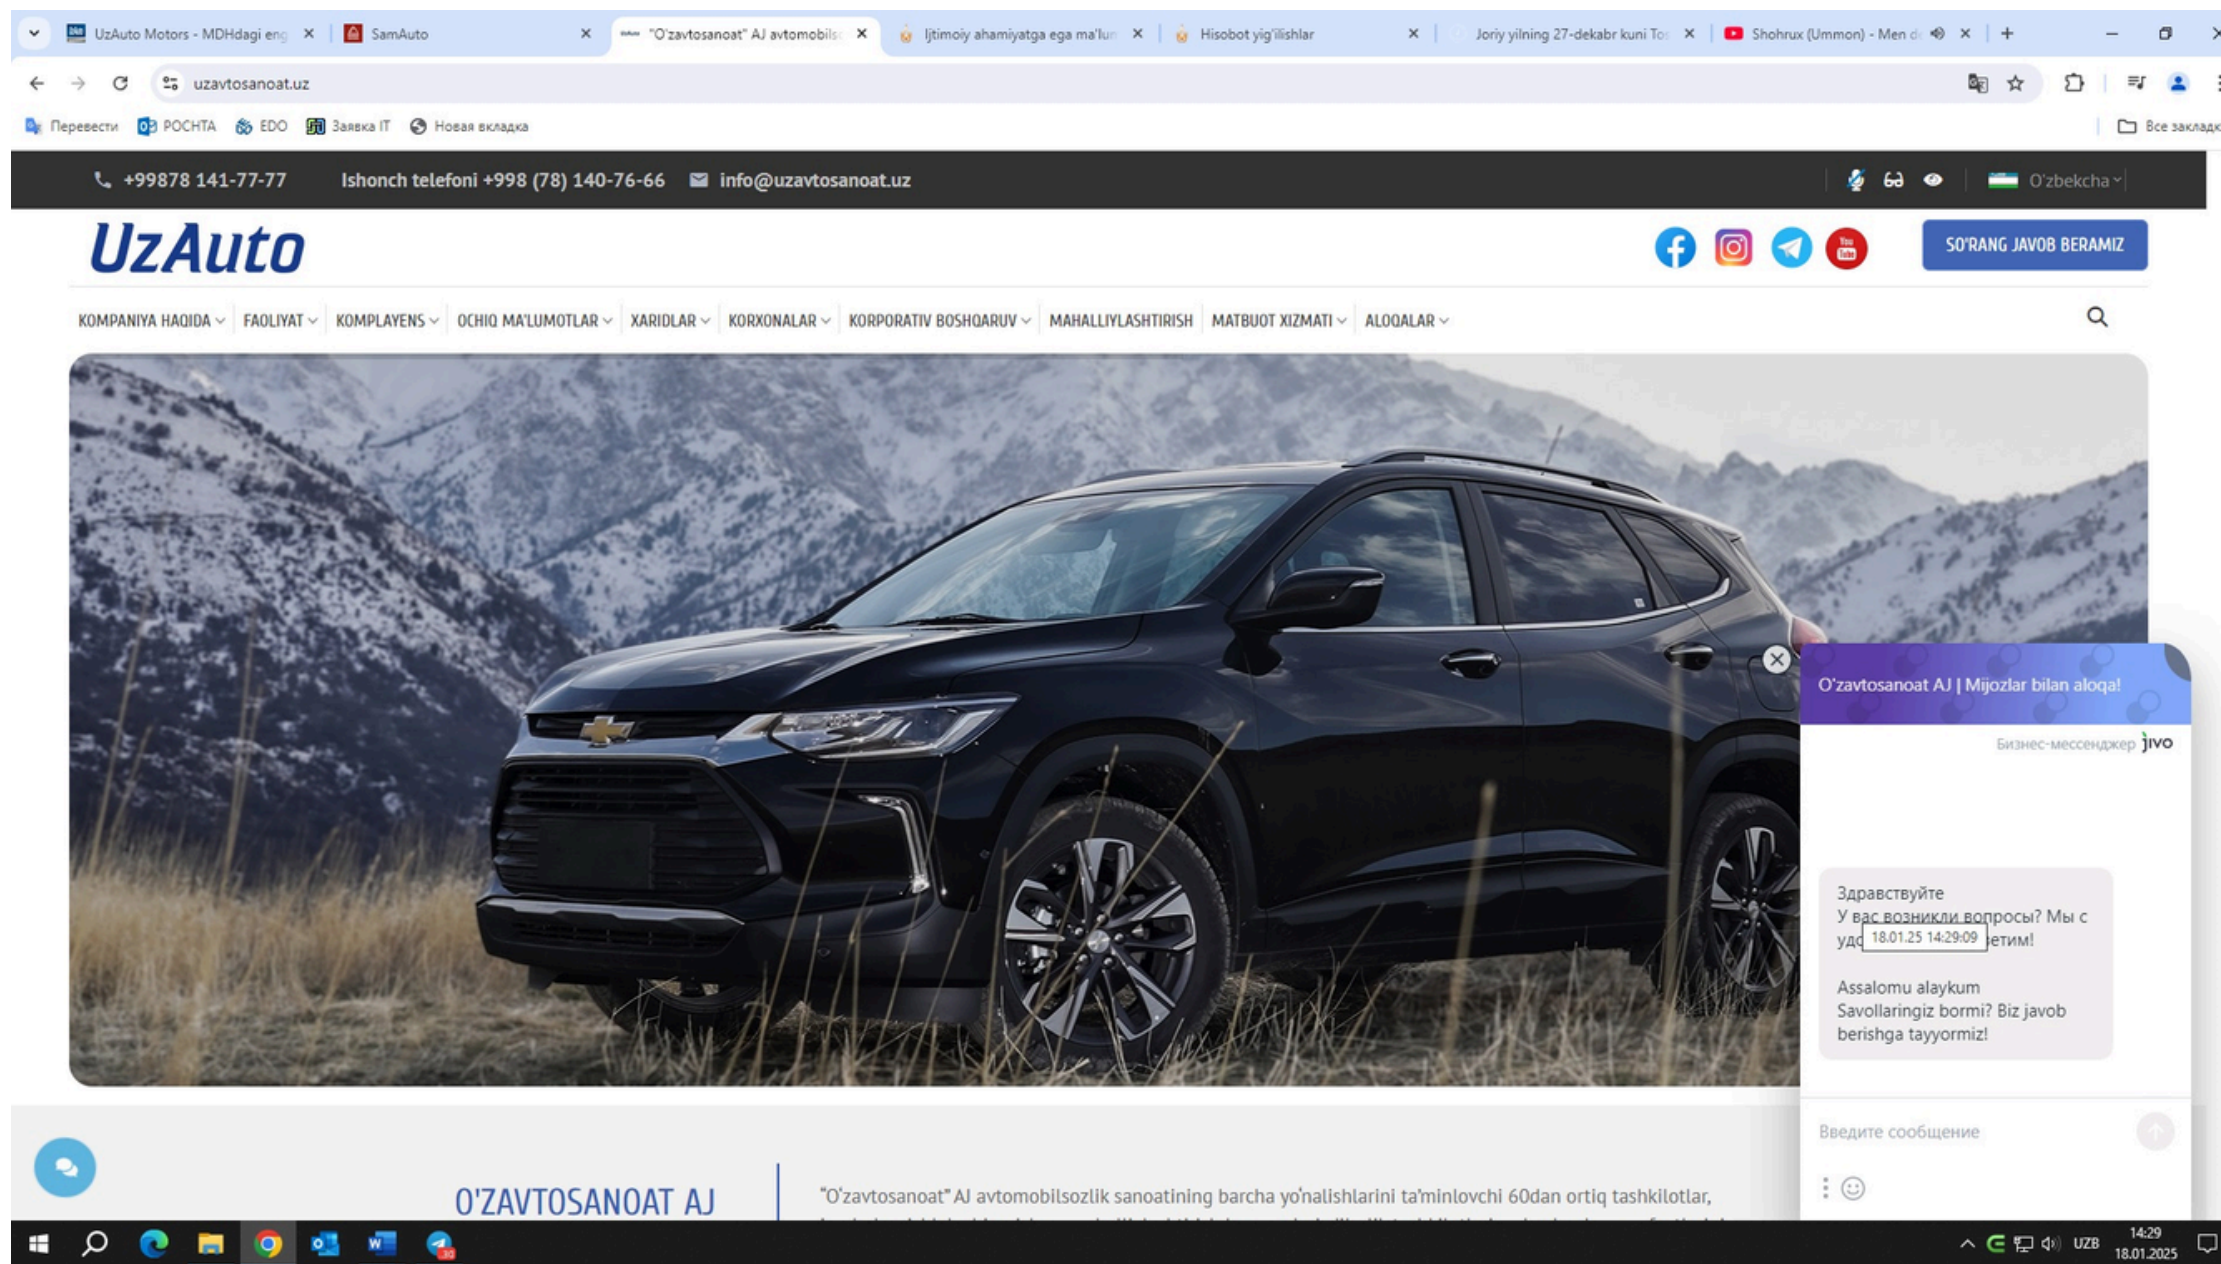 UzAuto Motors - MDHdagi eng
SamAuto
"O'zavtosanoat" AJ avtomobils
Ijtimoiy ahamiyatga ega ma'lum
Hisobot yig'ilishlar
Joriy yilning 27-dekabr kuni Tos
Shohrux (Ummon) - Men d
uzavtosanoat.uz
Перевести
POCHTA
EDO
Заявка IT
Новая вкладка
Все закладк
+99878 141-77-77
Ishonch telefoni +998 (78) 140-76-66
info@uzavtosanoat.uz
O'zbekcha
UzAuto
You
Tube
SO'RANG JAVOB BERAMIZ
KOMPANIYA HAQIDA
FAOLIYAT
KOMPLAYENS
OCHIQ MA'LUMOTLAR
XARIDLAR
KORXONALAR
KORPORATIV BOSHQARUV
MAHALLIYLASHTIRISH
MATBUOT XIZMATI
ALOQALAR
O'zavtosanoat AJ | Mijozlar bilan aloqa!
Бизнес-мессенджер jivo
Здравствуйте
У вас возникли вопросы? Мы с
удо
ветим!
18.01.25 14:29:09
Assalomu alaykum
Savollaringiz bormi? Biz javob
berishga tayyormiz!
Введите сообщение
O'ZAVTOSANOAT AJ
"O'zavtosanoat" AJ avtomobilsozlik sanoatining barcha yo'nalishlarini ta'minlovchi 60dan ortiq tashkilotlar,
30
UZB
14:29
18.01.2025